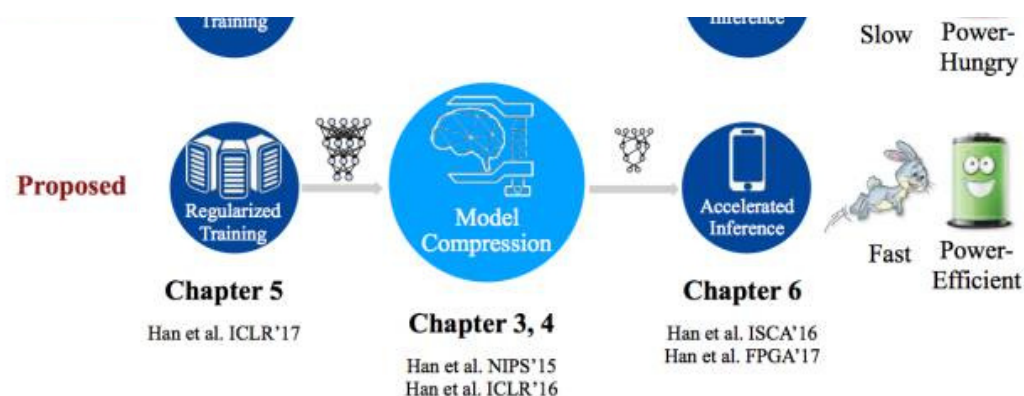 Training
Inference
Slow
Power-
Hungry
Proposed
Regularized
Training
Model
Compression
Accelerated
Inference
Fast
Power-
Efficient
Chapter 5
Han et al. ICLR’17
Chapter 3, 4
Han et al. NIPS’15
Han et al. ICLR’16
Chapter 6
Han et al. ISCA’16
Han et al. FPGA’17